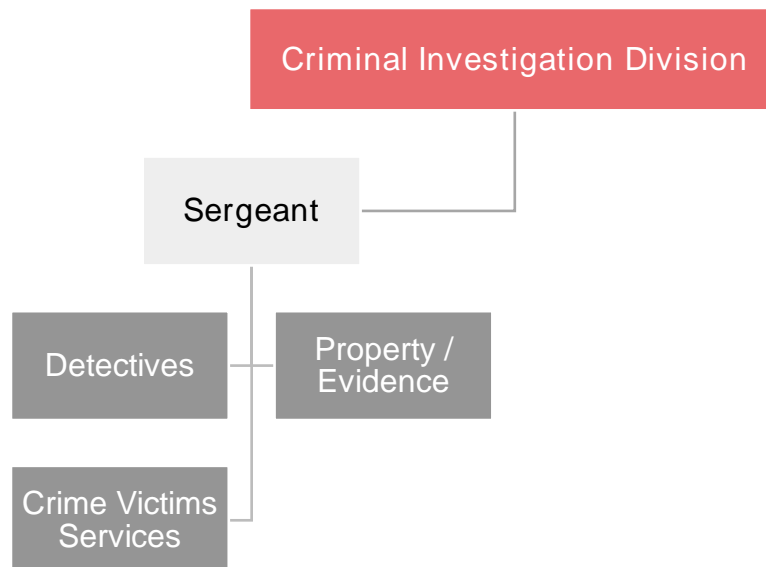 Criminal Investigation Division
Sergeant
Detectives
Property /
Evidence
Crime Victims
Services